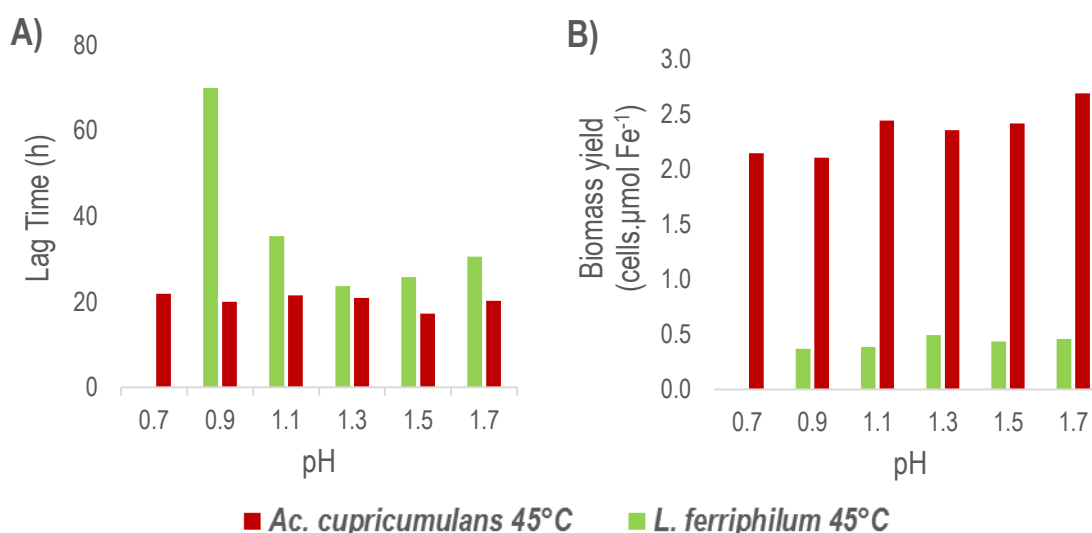 A)
80
60
40
20
0
Lag Time (h)
0.7 0.9 1.1 1.3 1.5 1.7
pH
B)
3.0
2.5
2.0
1.5
1.0
0.5
0.0
Biomass yield
(cells.µmol Fe⁻¹)
0.7 0.9 1.1 1.3 1.5 1.7
pH
Ac. cupricumulans 45°C L. ferriphilum 45°C